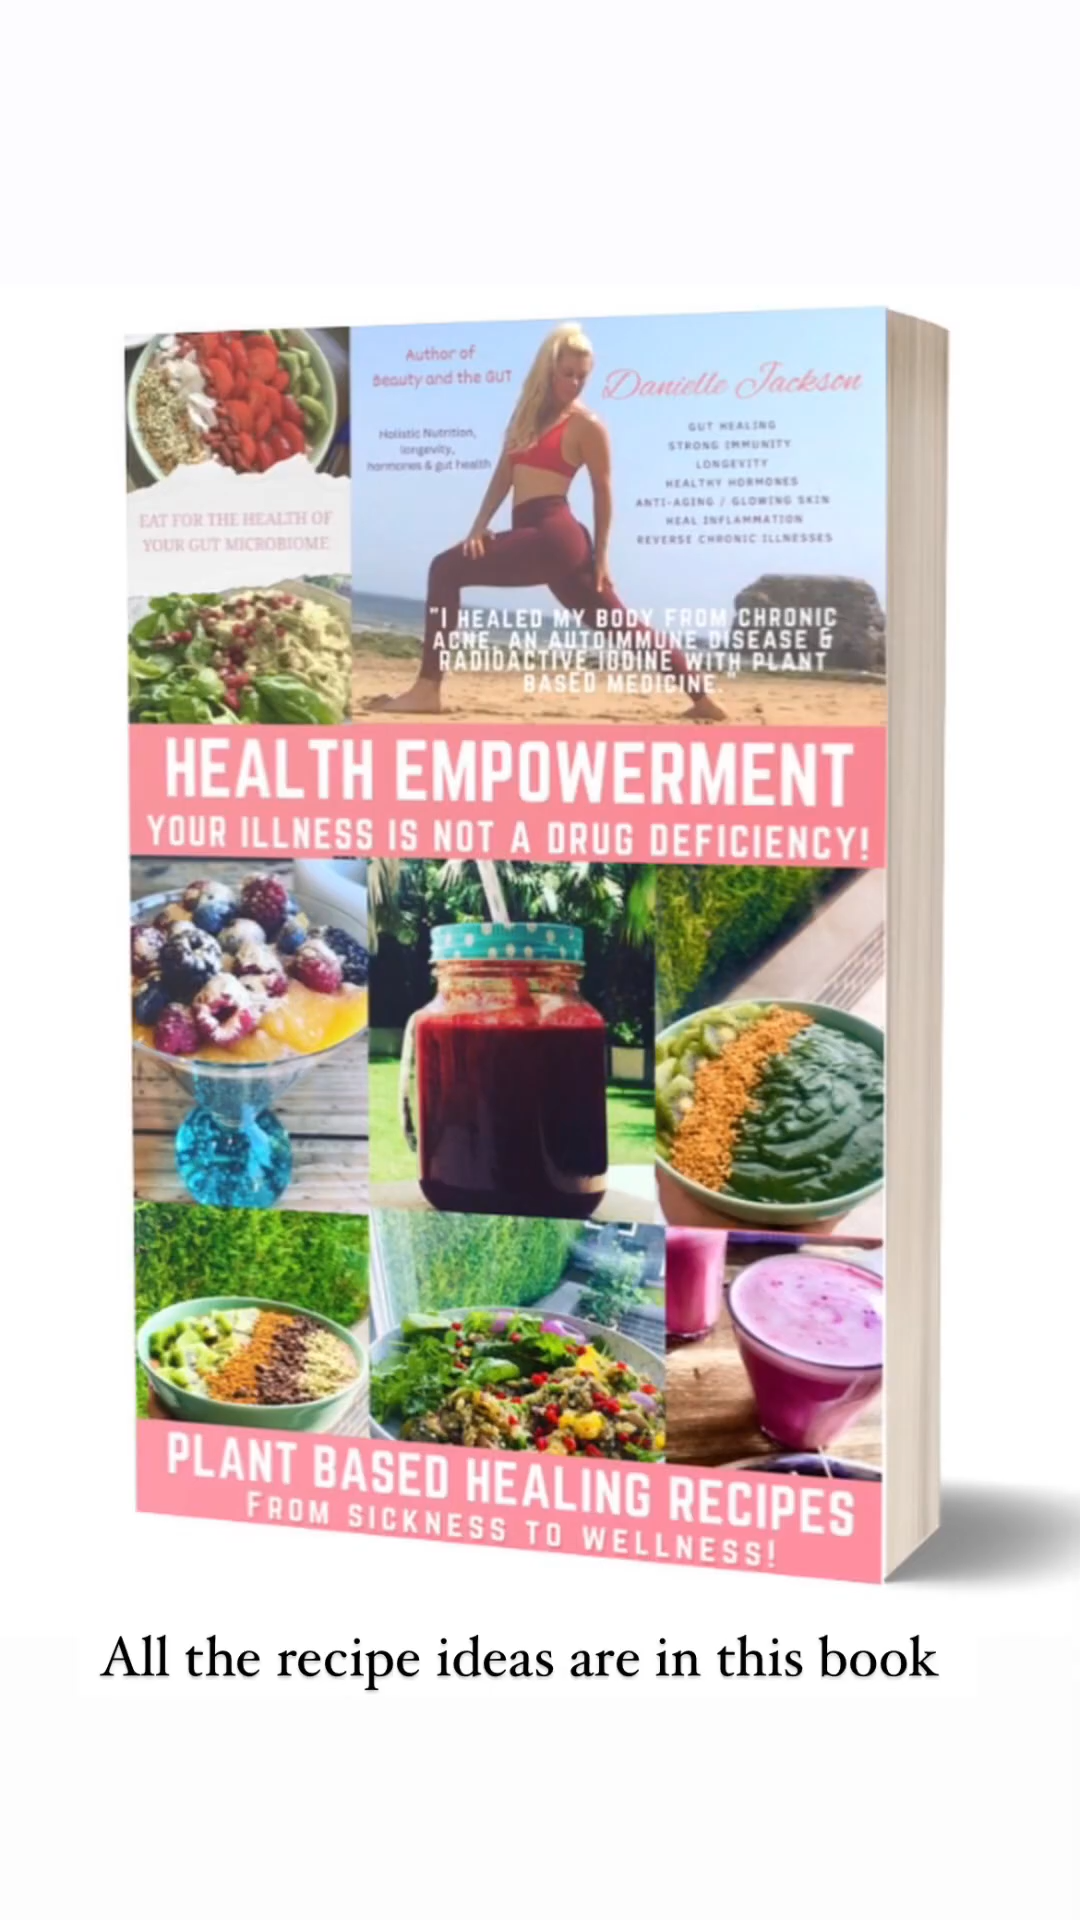 Author of
Beauty and the GUT
Holistic Nutrition,
longevity,
hormones & gut health
Danielle Jackson
GUT HEALING
STRONG IMMUNITY
LONGEVITY
HEALTHY HORMONES
ANTI-AGING / GLOWING SKIN
HEAL INFLAMMATION
REVERSE CHRONIC ILLNESSES
EAT FOR THE HEALTH OF
YOUR GUT MICROBIOME
"I HEALED MY BODY FROM CHRONIC
ACNE, AN AUTOIMMUNE DISEASE &
RADIOACTIVE IODINE WITH PLANT
BASED MEDICINE."
HEALTH EMPOWERMENT
YOUR ILLNESS IS NOT A DRUG DEFICIENCY!
PLANT BASED HEALING RECIPES
FROM SICKNESS TO WELLNESS!
All the recipe ideas are in this book